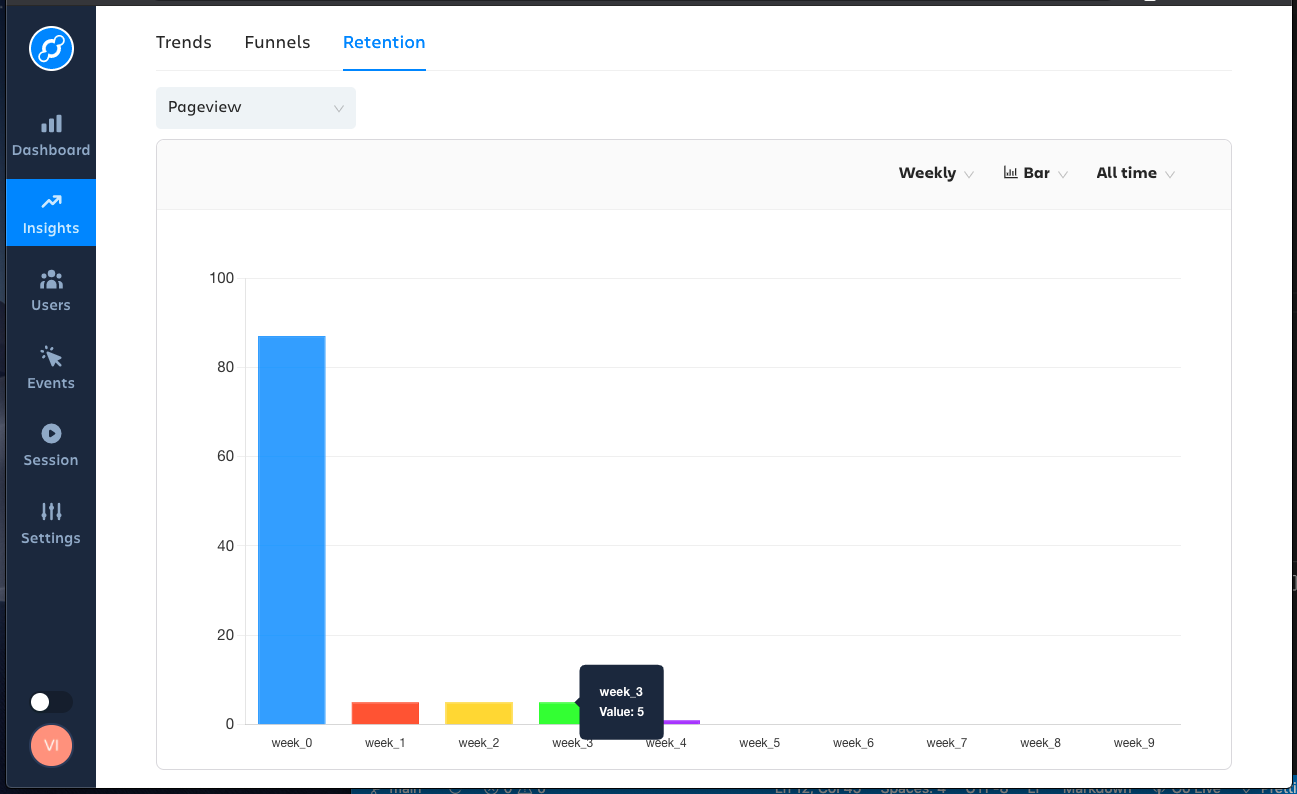 Trends Funnels Retention
Pageview
Dashboard
Insights
Users
Events
Session
Settings
VI
Weekly Bar All time
100
80
60
40
20
0
week_3
Value: 5
week_0 week_1 week_2 week_3 week_4 week_5 week_6 week_7 week_8 week_9
main